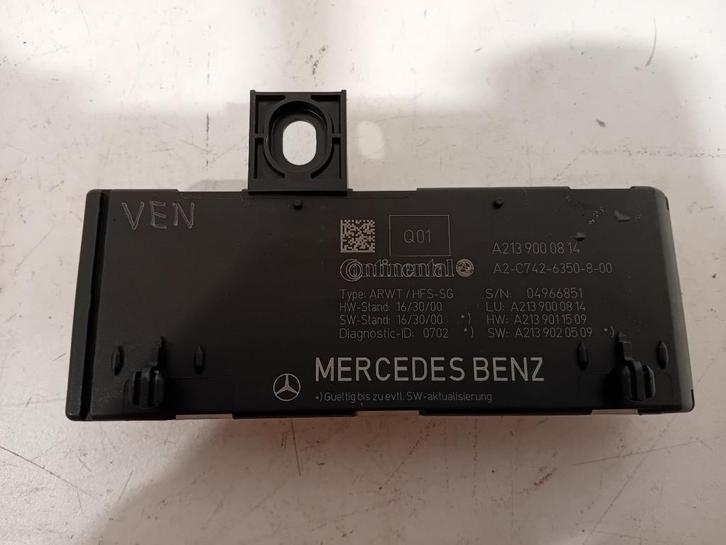 VEN
Q01
A213 900 08 14
Continental
A2-C742-6350-8-00
Type: ARWT/HFS-SG S/N: 04966851
HW-Stand: 16/30/00 LU: A213 900 08 14
SW-Stand: 16/30/00 *) HW: A213 901 15 09
Diagnostic-ID: 0702 *) SW: A213 902 05 09 *)
MERCEDES BENZ
*) Gueltig bis zu evtl. SW-aktualisierung